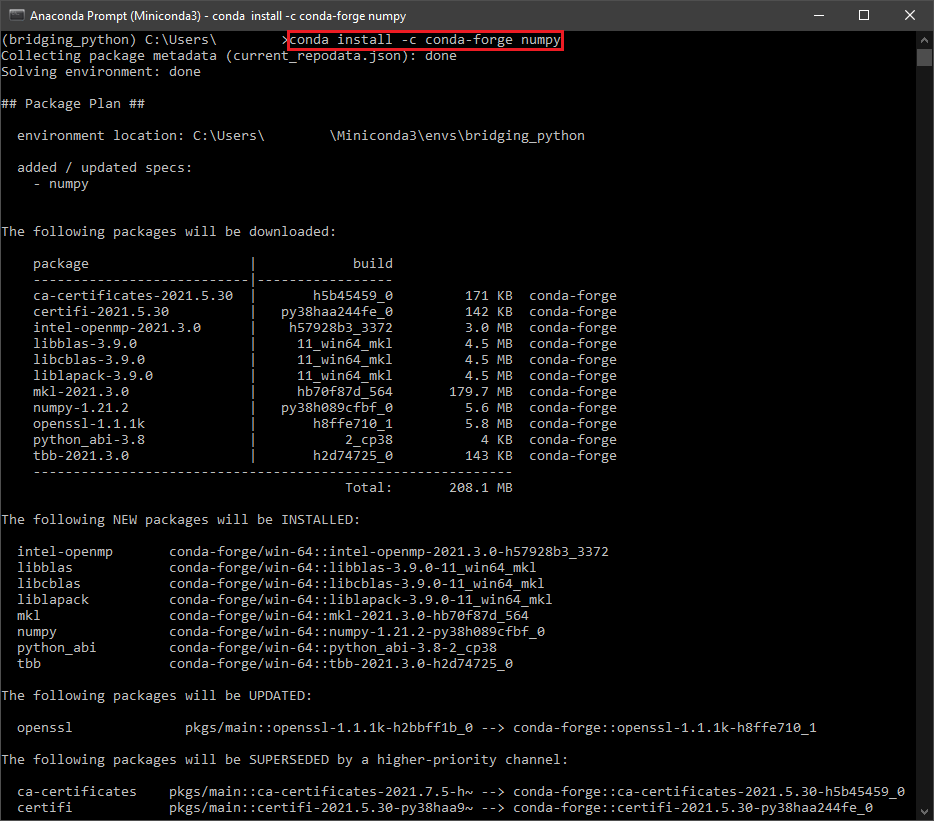 Anaconda Prompt (Miniconda3) - conda  install -c conda-forge numpy
(bridging_python) C:\Users\        >conda install -c conda-forge numpy
Collecting package metadata (current_repodata.json): done
Solving environment: done
## Package Plan ##
  environment location: C:\Users\        \Miniconda3\envs\bridging_python
  added / updated specs:
    - numpy
The following packages will be downloaded:
    package                    |            build
    ---------------------------|-----------------
    ca-certificates-2021.5.30  |       h5b45459_0         171 KB  conda-forge
    certifi-2021.5.30          |   py38haa244fe_0         142 KB  conda-forge
    intel-openmp-2021.3.0      |    h57928b3_3372         3.0 MB  conda-forge
    libblas-3.9.0              |     11_win64_mkl         4.5 MB  conda-forge
    libcblas-3.9.0             |     11_win64_mkl         4.5 MB  conda-forge
    liblapack-3.9.0            |     11_win64_mkl         4.5 MB  conda-forge
    mkl-2021.3.0               |     hb70f87d_564       179.7 MB  conda-forge
    numpy-1.21.2               |   py38h089cfbf_0         5.6 MB  conda-forge
    openssl-1.1.1k             |       h8ffe710_1         5.8 MB  conda-forge
    python_abi-3.8             |           2_cp38           4 KB  conda-forge
    tbb-2021.3.0               |       h2d74725_0         143 KB  conda-forge
    ------------------------------------------------------------
                                           Total:       208.1 MB
The following NEW packages will be INSTALLED:
  intel-openmp       conda-forge/win-64::intel-openmp-2021.3.0-h57928b3_3372
  libblas            conda-forge/win-64::libblas-3.9.0-11_win64_mkl
  libcblas           conda-forge/win-64::libcblas-3.9.0-11_win64_mkl
  liblapack          conda-forge/win-64::liblapack-3.9.0-11_win64_mkl
  mkl                conda-forge/win-64::mkl-2021.3.0-hb70f87d_564
  numpy              conda-forge/win-64::numpy-1.21.2-py38h089cfbf_0
  python_abi         conda-forge/win-64::python_abi-3.8-2_cp38
  tbb                conda-forge/win-64::tbb-2021.3.0-h2d74725_0
The following packages will be UPDATED:
  openssl              pkgs/main::openssl-1.1.1k-h2bbff1b_0 --> conda-forge::openssl-1.1.1k-h8ffe710_1
The following packages will be SUPERSEDED by a higher-priority channel:
  ca-certificates    pkgs/main::ca-certificates-2021.7.5-h~ --> conda-forge::ca-certificates-2021.5.30-h5b45459_0
  certifi            pkgs/main::certifi-2021.5.30-py38haa9~ --> conda-forge::certifi-2021.5.30-py38haa244fe_0